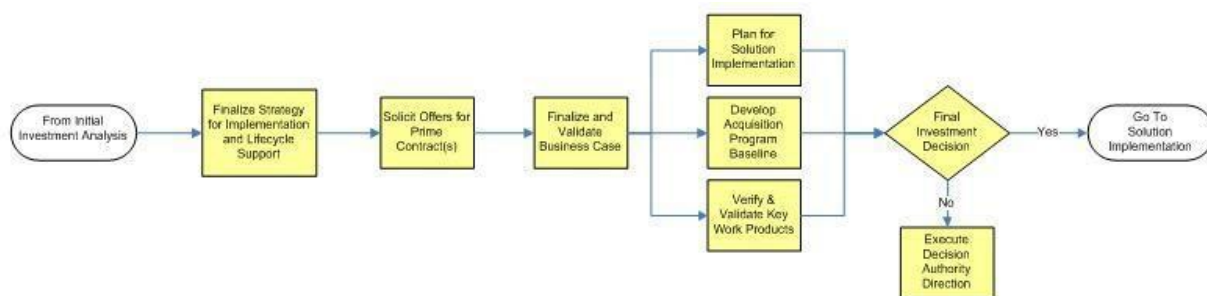 From Initial
Investment Analysis
Finalize Strategy
for Implementation
and Lifecycle
Support
Solicit Offers for
Prime
Contract(s)
Finalize and
Validate
Business Case
Plan for
Solution
Implementation
Develop
Acquisition
Program
Baseline
Verify &
Validate Key
Work Products
Final
Investment
Decision
Yes
Go To
Solution
Implementation
No
Execute
Decision
Authority
Direction